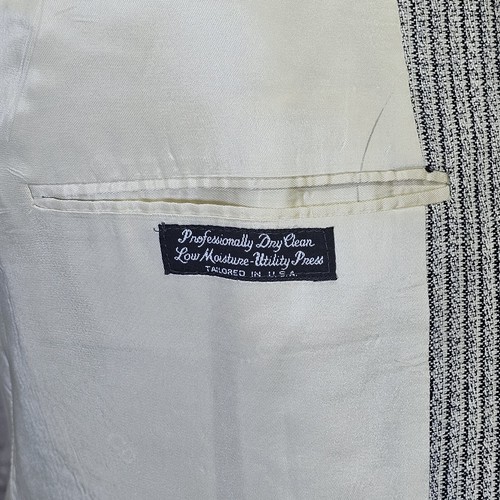 Professionally Dry Clean
Low Moisture-Utility Press
TAILORED IN U.S.A.